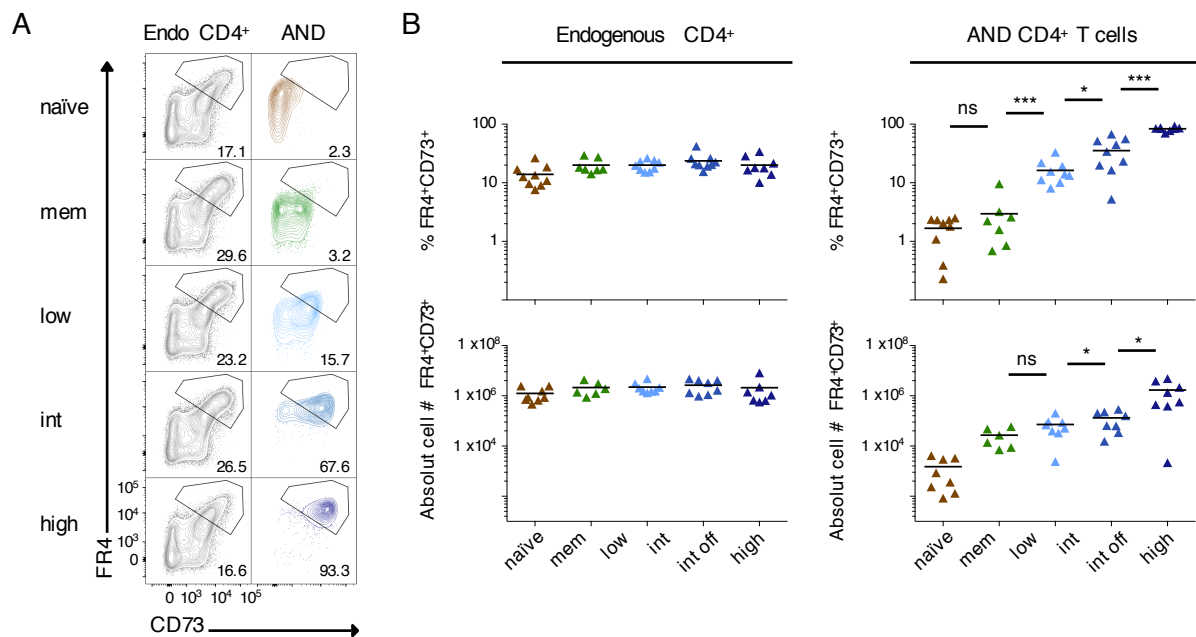 A
Endo CD4+ AND
naïve
17.1 2.3
mem
29.6 3.2
low
23.2 15.7
int
26.5 67.6
high
16.6 93.3
10⁵
10⁴
10³
0
FR4
0 10³ 10⁴ 10⁵
CD73
B
Endogenous CD4+
% FR4+CD73+
100
10
1
Absolut cell # FR4+CD73+
1 x10⁸
1 x10⁶
1 x10⁴
naïve mem low int int off high
AND CD4+ T cells
ns *** * ***
% FR4+CD73+
100
10
1
ns * *
Absolut cell # FR4+CD73+
1 x10⁸
1 x10⁶
1 x10⁴
naïve mem low int int off high